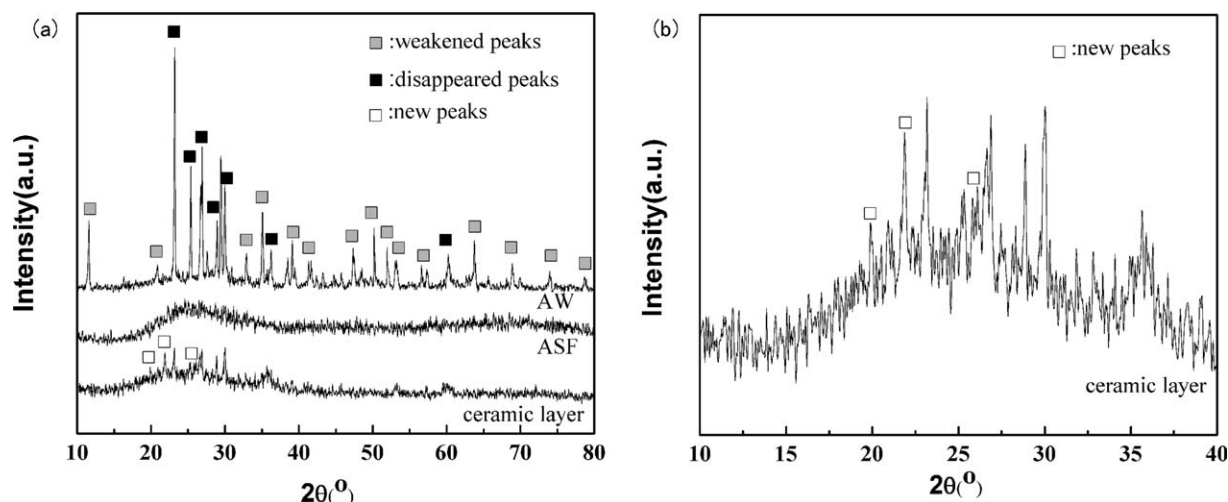 (a)
:weakened peaks
:disappeared peaks
:new peaks
Intensity(a.u.)
AW
ASF
ceramic layer
10 20 30 40 50 60 70 80
2θ(º)
(b)
:new peaks
Intensity(a.u.)
ceramic layer
10 15 20 25 30 35 40
2θ(º)